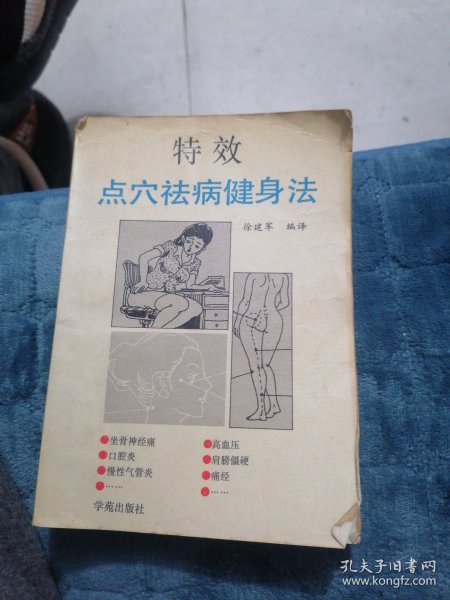 特效
点穴祛病健身法
徐建军 编译
●坐骨神经痛
●口腔炎
●慢性气管炎
●……
●高血压
●肩膀僵硬
●痛经
●……
学苑出版社
孔夫子旧书网
www.kongfz.com